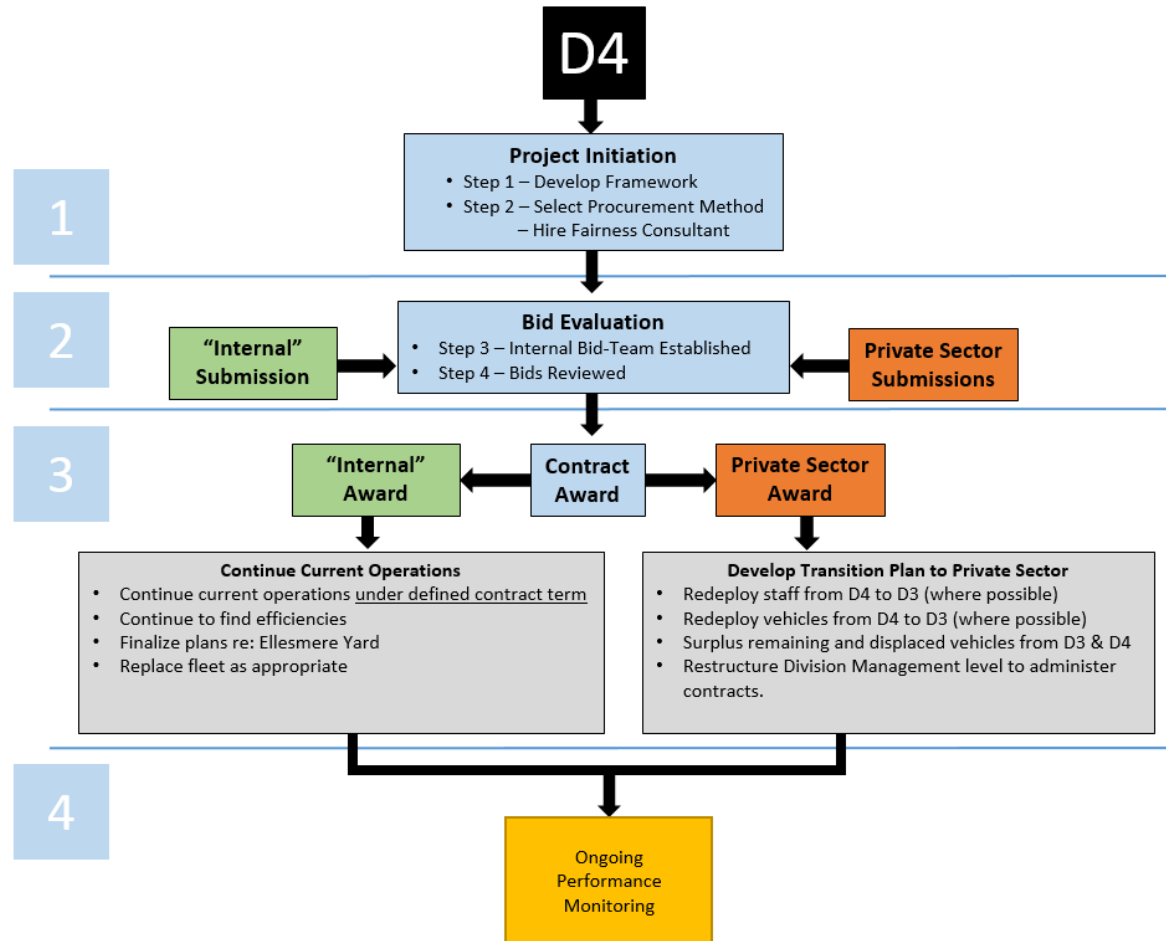 D4
1
Project Initiation
• Step 1 – Develop Framework
• Step 2 – Select Procurement Method
– Hire Fairness Consultant
2
"Internal"
Submission
Bid Evaluation
• Step 3 – Internal Bid-Team Established
• Step 4 – Bids Reviewed
Private Sector
Submissions
3
"Internal"
Award
Contract
Award
Private Sector
Award
Continue Current Operations
• Continue current operations under defined contract term
• Continue to find efficiencies
• Finalize plans re: Ellesmere Yard
• Replace fleet as appropriate
Develop Transition Plan to Private Sector
• Redeploy staff from D4 to D3 (where possible)
• Redeploy vehicles from D4 to D3 (where possible)
• Surplus remaining and displaced vehicles from D3 & D4
• Restructure Division Management level to administer
contracts.
4
Ongoing
Performance
Monitoring